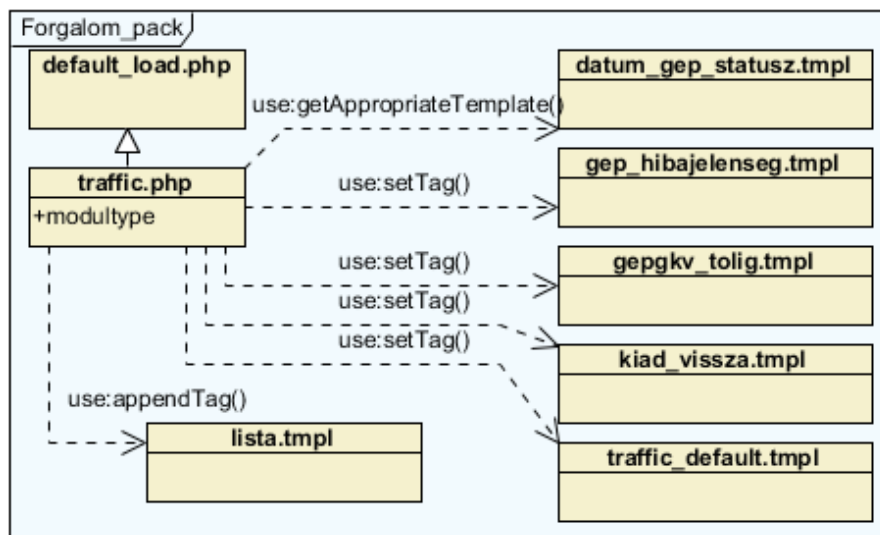 Forgalom_pack
default_load.php
datum_gep_statusz.tmpl
use:getAppropriateTemplate()
gep_hibajelenseg.tmpl
traffic.php
use:setTag()
+modultype
gepgkv_tolig.tmpl
use:setTag()
use:setTag()
use:setTag()
kiad_vissza.tmpl
use:appendTag()
lista.tmpl
traffic_default.tmpl